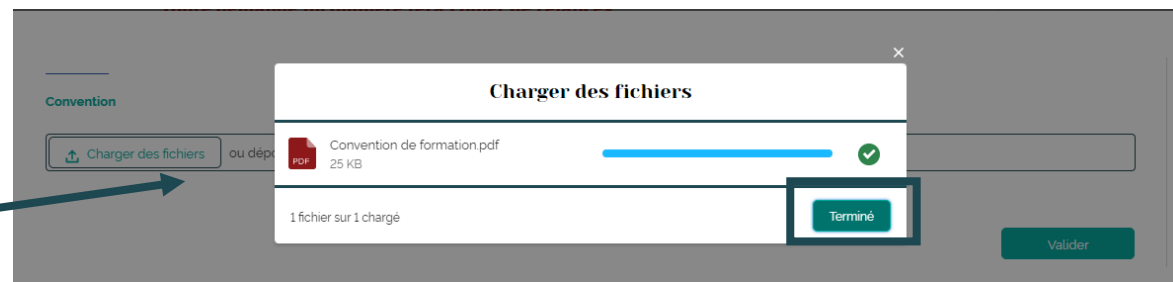 ×
Charger des fichiers
Convention
Charger des fichiers ou dépo
PDF
Convention de formation.pdf
25 KB
1 fichier sur 1 chargé
Terminé
Valider